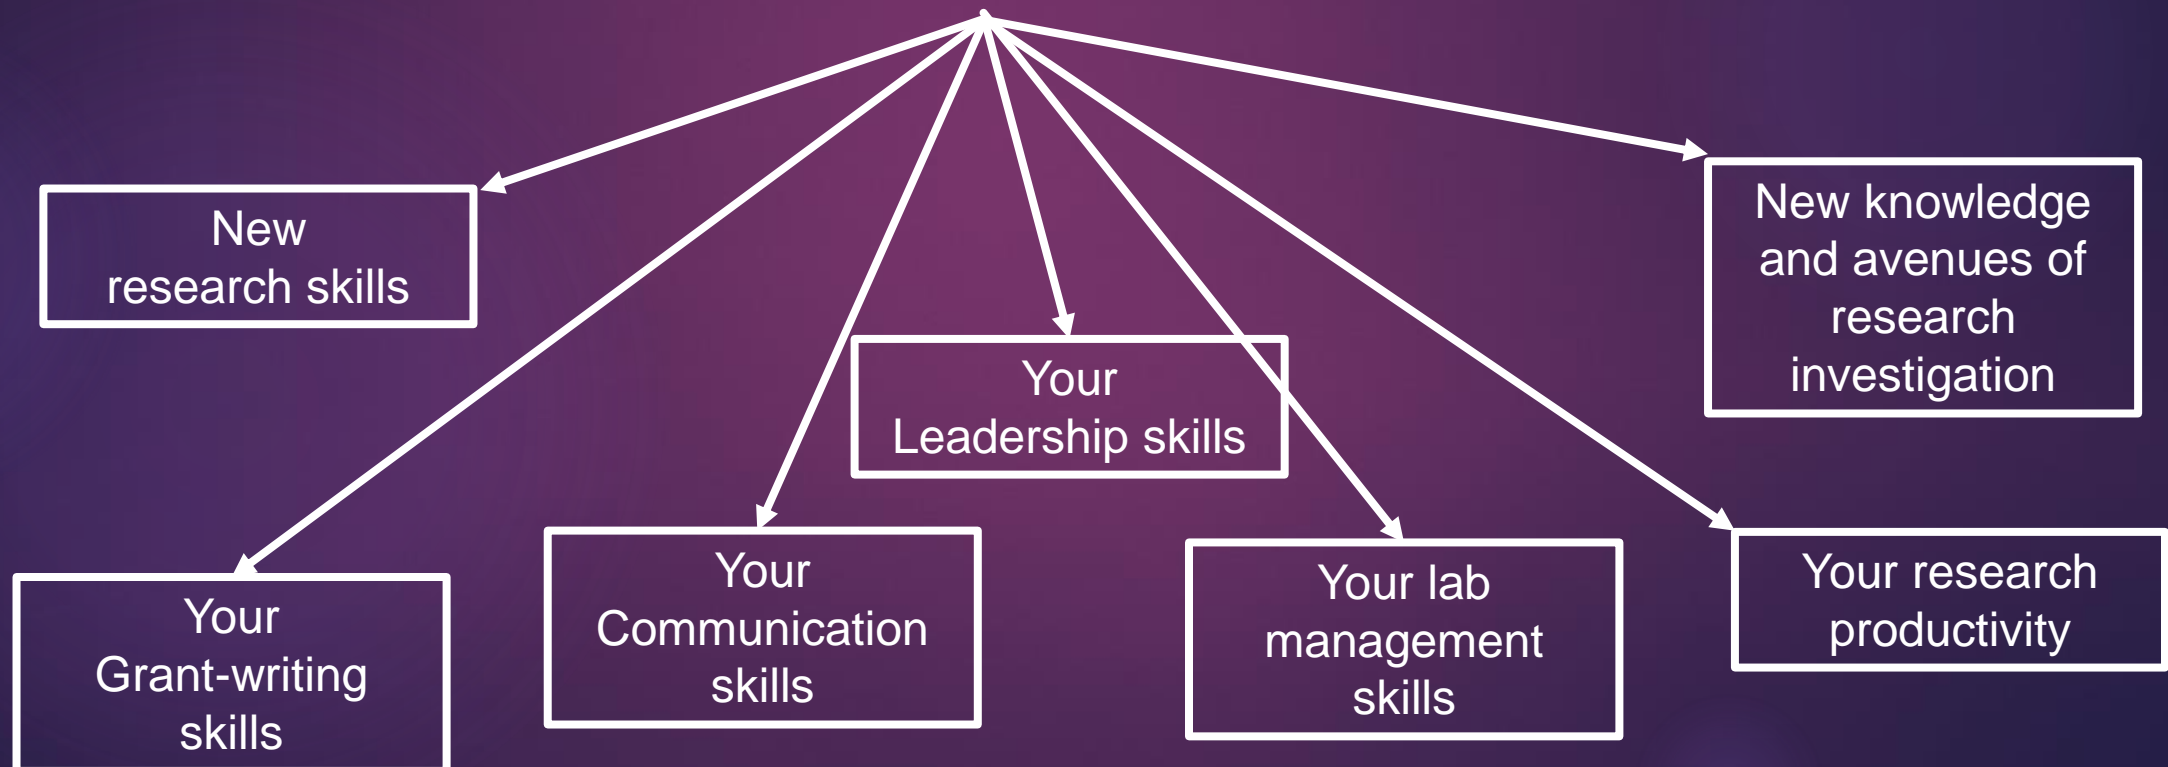 New
research skills
New knowledge
and avenues of
research
investigation
Your
Leadership skills
Your
Grant-writing
skills
Your
Communication
skills
Your lab
management
skills
Your research
productivity